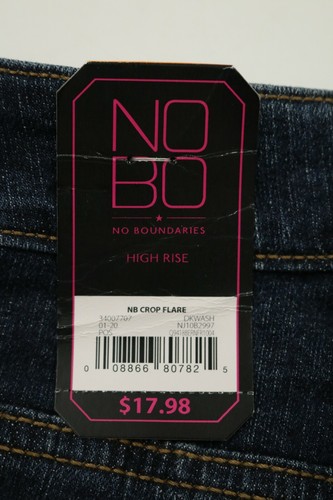 NO
BO
NO BOUNDARIES
HIGH RISE
NB CROP FLARE
34007707 DKWASH
01-20 NJ10B2997
POS
0 08866 80782 5
$17.98